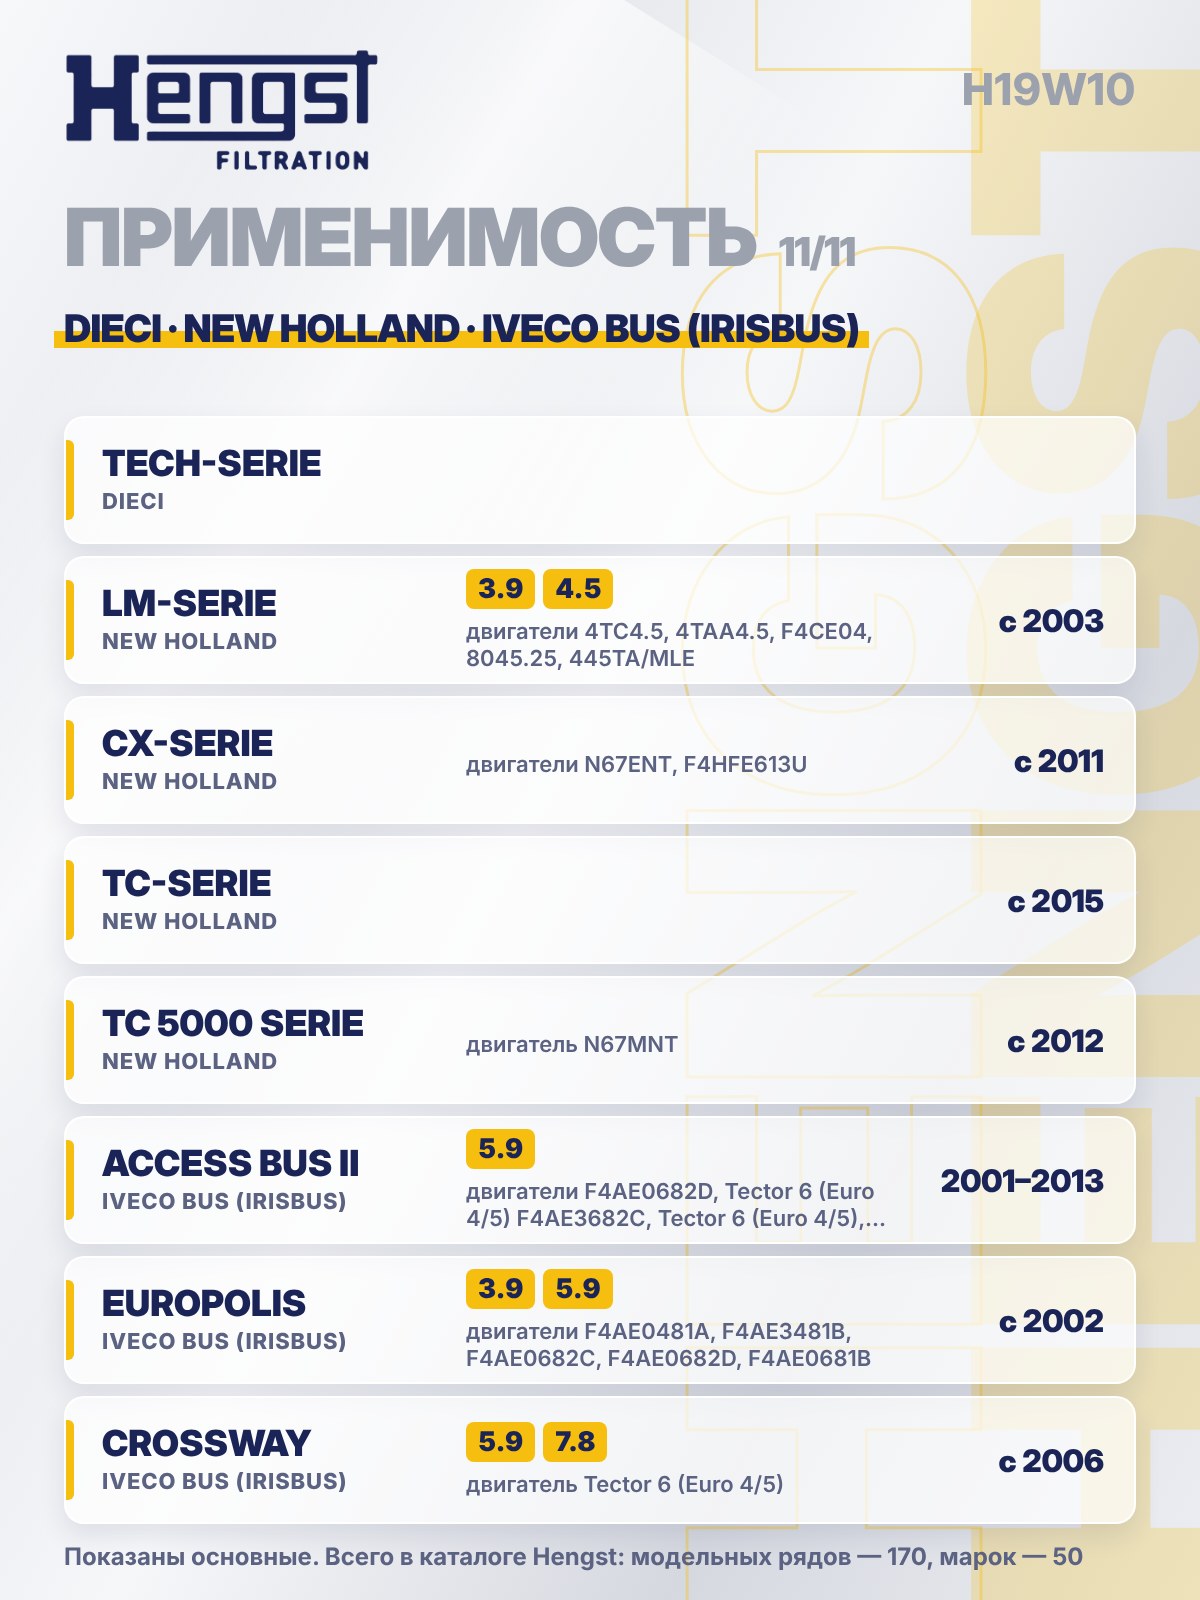 Hengst
FILTRATION
H19W10
ПРИМЕНИМОСТЬ 11/11
DIECI · NEW HOLLAND · IVECO BUS (IRISBUS)
TECH-SERIE
DIECI
LM-SERIE
NEW HOLLAND
3.9 4.5
двигатели 4TC4.5, 4TAA4.5, F4CE04,
8045.25, 445TA/MLE
с 2003
CX-SERIE
NEW HOLLAND
двигатели N67ENT, F4HFE613U
с 2011
TC-SERIE
NEW HOLLAND
с 2015
TC 5000 SERIE
NEW HOLLAND
двигатель N67MNT
с 2012
ACCESS BUS II
IVECO BUS (IRISBUS)
5.9
двигатели F4AE0682D, Tector 6 (Euro
4/5) F4AE3682C, Tector 6 (Euro 4/5),...
2001–2013
EUROPOLIS
IVECO BUS (IRISBUS)
3.9 5.9
двигатели F4AE0481A, F4AE3481B,
F4AE0682C, F4AE0682D, F4AE0681B
с 2002
CROSSWAY
IVECO BUS (IRISBUS)
5.9 7.8
двигатель Tector 6 (Euro 4/5)
с 2006
Показаны основные. Всего в каталоге Hengst: модельных рядов — 170, марок — 50
HENGST